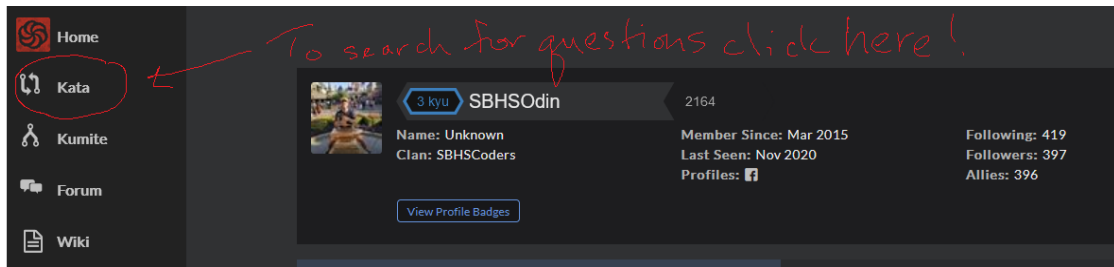 Home
To search for questions click here!
Kata
Kumite
Forum
Wiki
3 kyu SBHSOdin 2164
Name: Unknown
Clan: SBHSCoders
Member Since: Mar 2015
Last Seen: Nov 2020
Profiles:
Following: 419
Followers: 397
Allies: 396
View Profile Badges